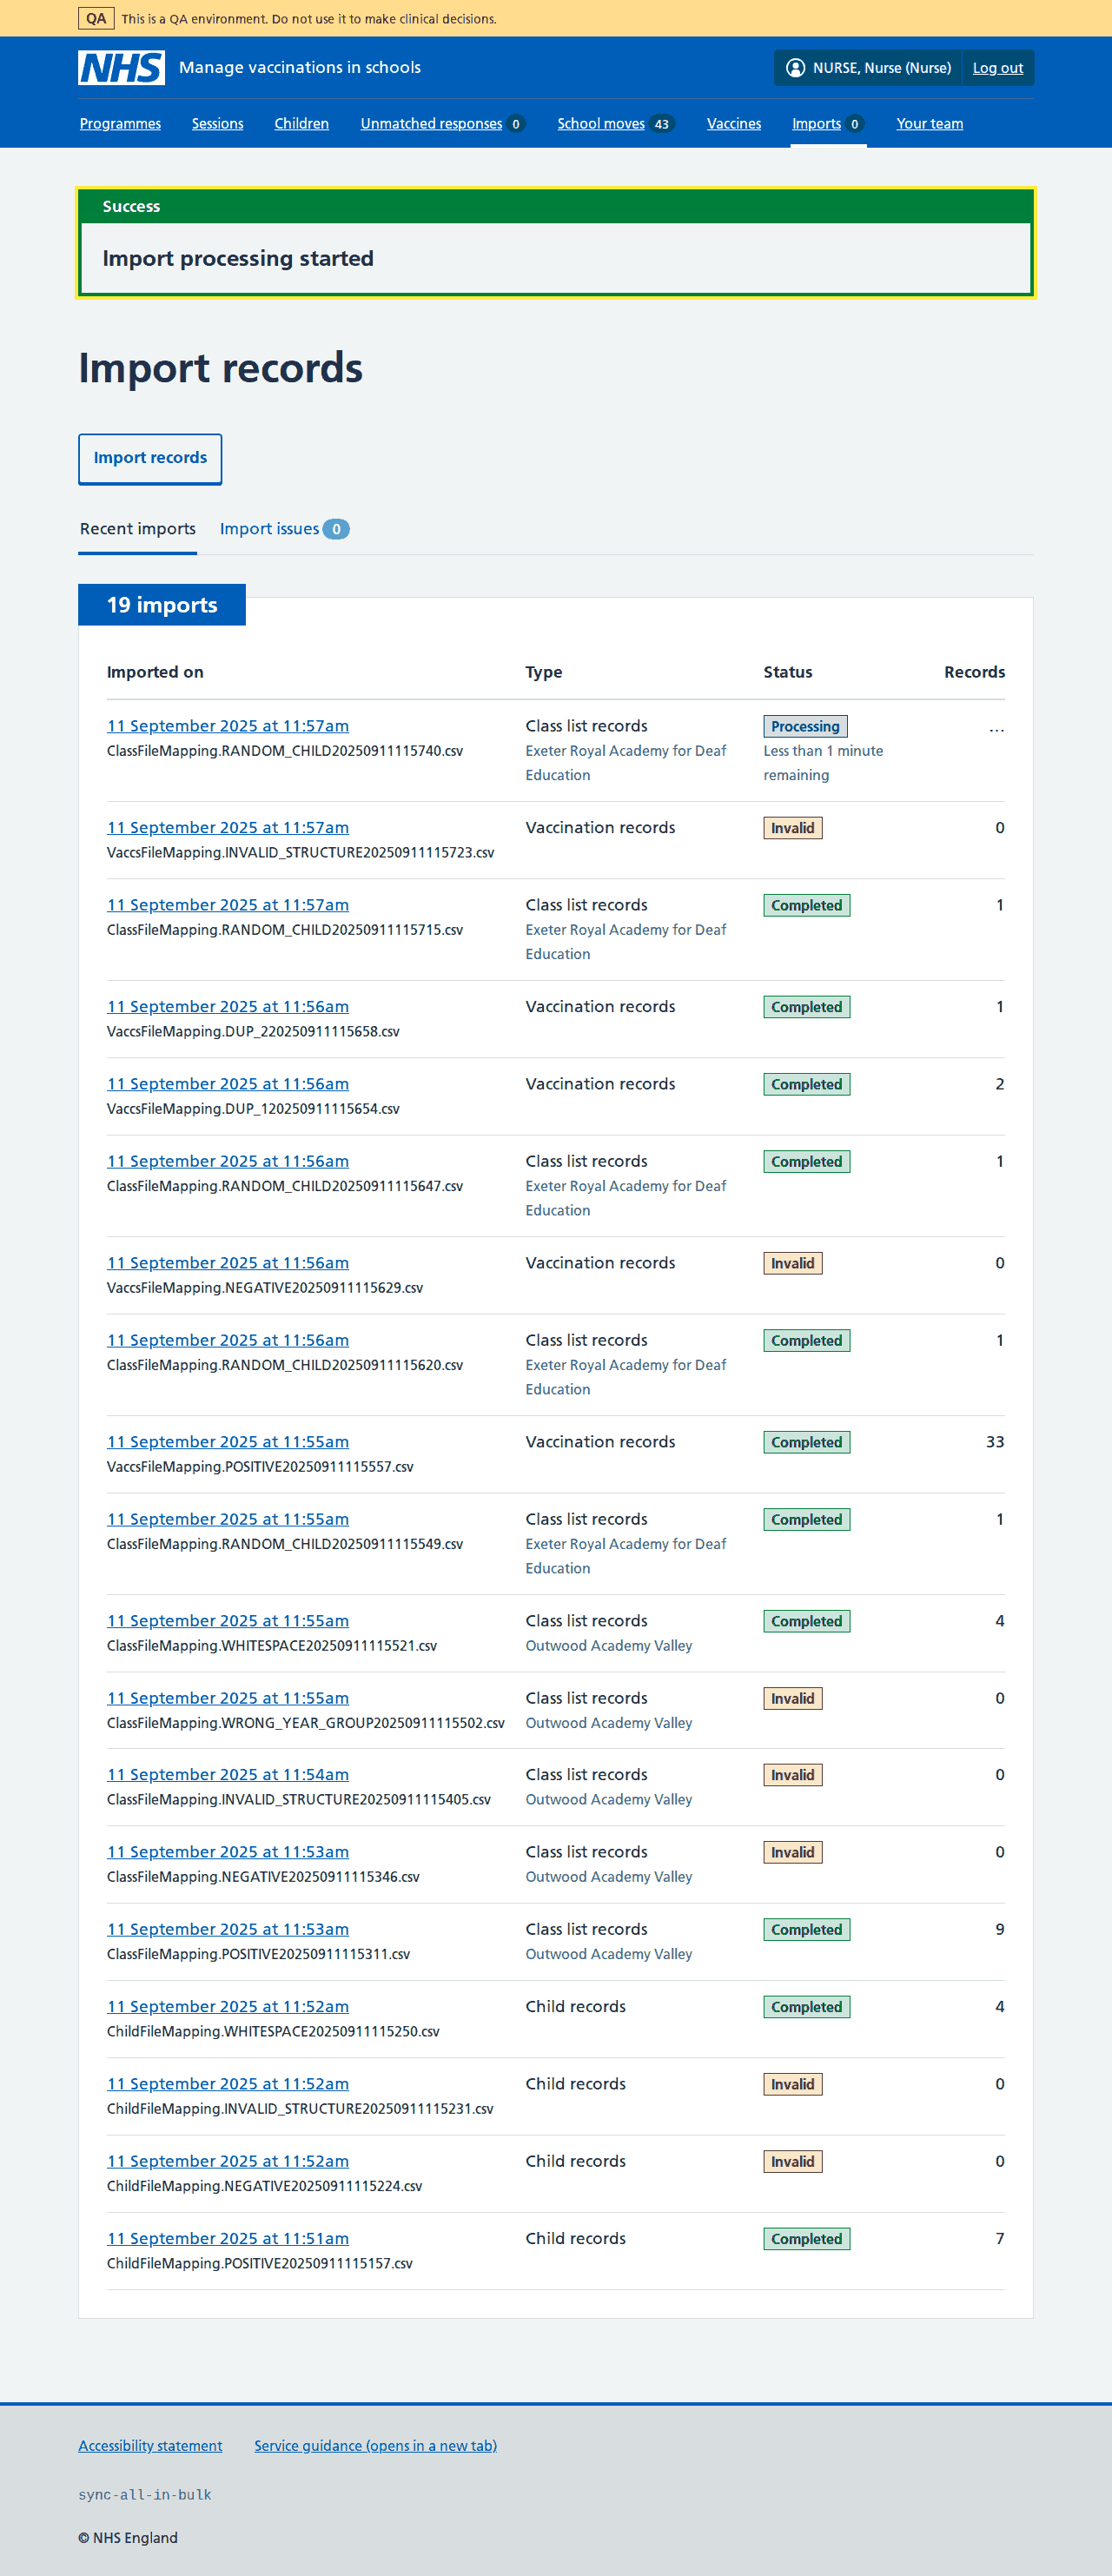 QA This is a QA environment. Do not use it to make clinical decisions.
NHS Manage vaccinations in schools NURSE, Nurse (Nurse) Log out
Programmes Sessions Children Unmatched responses 0 School moves 43 Vaccines Imports 0 Your team
Success
Import processing started
Import records
Import records
Recent imports Import issues 0
19 imports
Imported on Type Status Records
11 September 2025 at 11:57am Class list records Processing ...
ClassFileMapping.RANDOM_CHILD20250911115740.csv Exeter Royal Academy for Deaf Less than 1 minute
Education remaining
11 September 2025 at 11:57am Vaccination records Invalid 0
VaccsFileMapping.INVALID_STRUCTURE20250911115723.csv
11 September 2025 at 11:57am Class list records Completed 1
ClassFileMapping.RANDOM_CHILD20250911115715.csv Exeter Royal Academy for Deaf
Education
11 September 2025 at 11:56am Vaccination records Completed 1
VaccsFileMapping.DUP_220250911115658.csv
11 September 2025 at 11:56am Vaccination records Completed 2
VaccsFileMapping.DUP_120250911115654.csv
11 September 2025 at 11:56am Class list records Completed 1
ClassFileMapping.RANDOM_CHILD20250911115647.csv Exeter Royal Academy for Deaf
Education
11 September 2025 at 11:56am Vaccination records Invalid 0
VaccsFileMapping.NEGATIVE20250911115629.csv
11 September 2025 at 11:56am Class list records Completed 1
ClassFileMapping.RANDOM_CHILD20250911115620.csv Exeter Royal Academy for Deaf
Education
11 September 2025 at 11:55am Vaccination records Completed 33
VaccsFileMapping.POSITIVE20250911115557.csv
11 September 2025 at 11:55am Class list records Completed 1
ClassFileMapping.RANDOM_CHILD20250911115549.csv Exeter Royal Academy for Deaf
Education
11 September 2025 at 11:55am Class list records Completed 4
ClassFileMapping.WHITESPACE20250911115521.csv Outwood Academy Valley
11 September 2025 at 11:55am Class list records Invalid 0
ClassFileMapping.WRONG_YEAR_GROUP20250911115502.csv Outwood Academy Valley
11 September 2025 at 11:54am Class list records Invalid 0
ClassFileMapping.INVALID_STRUCTURE20250911115405.csv Outwood Academy Valley
11 September 2025 at 11:53am Class list records Invalid 0
ClassFileMapping.NEGATIVE20250911115346.csv Outwood Academy Valley
11 September 2025 at 11:53am Class list records Completed 9
ClassFileMapping.POSITIVE20250911115311.csv Outwood Academy Valley
11 September 2025 at 11:52am Child records Completed 4
ChildFileMapping.WHITESPACE20250911115250.csv
11 September 2025 at 11:52am Child records Invalid 0
ChildFileMapping.INVALID_STRUCTURE20250911115231.csv
11 September 2025 at 11:52am Child records Invalid 0
ChildFileMapping.NEGATIVE20250911115224.csv
11 September 2025 at 11:51am Child records Completed 7
ChildFileMapping.POSITIVE20250911115157.csv
Accessibility statement Service guidance (opens in a new tab)
sync-all-in-bulk
© NHS England